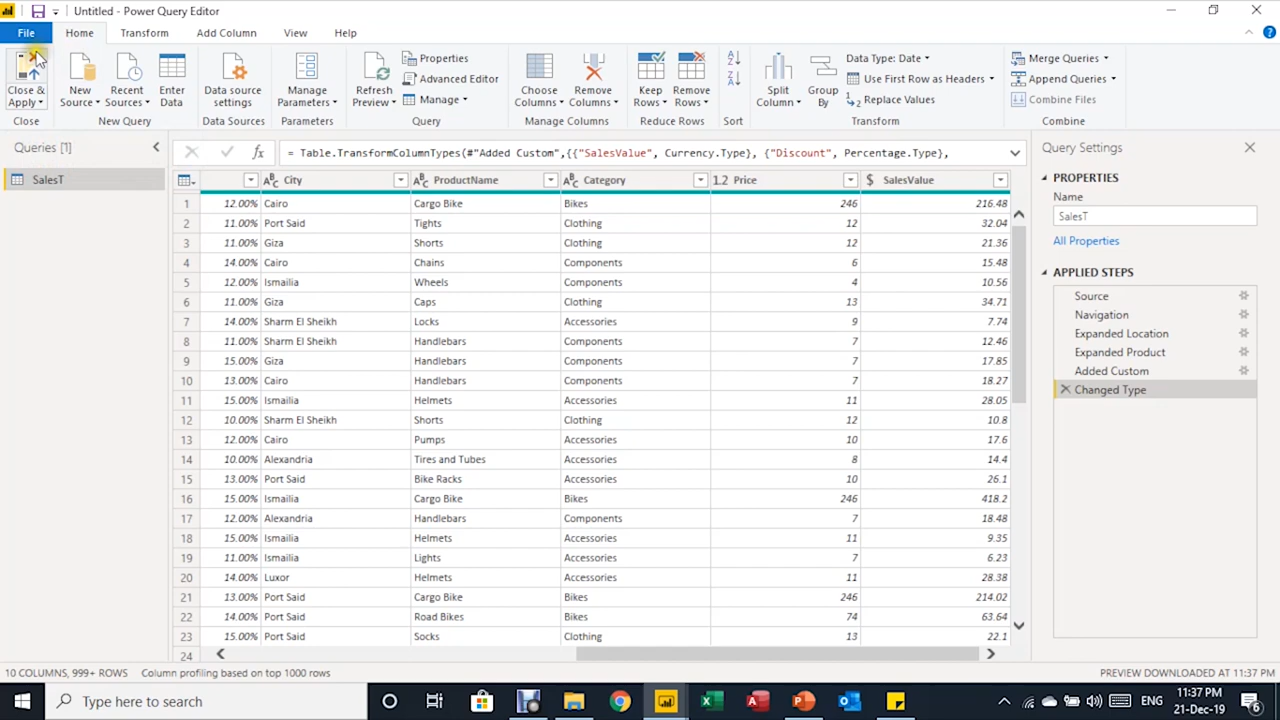 Untitled - Power Query Editor
File Home Transform Add Column View Help
Close & Apply
New Source
Recent Sources
Enter Data
Data source settings
Manage Parameters
Refresh Preview
Properties
Advanced Editor
Manage
Choose Columns
Remove Columns
Keep Rows
Remove Rows
Split Column
Group By
Data Type: Date
Use First Row as Headers
Replace Values
Merge Queries
Append Queries
Combine Files
Close New Query Data Sources Parameters Query Manage Columns Reduce Rows Sort Transform Combine
Queries [1]
SalesT
fx = Table.TransformColumnTypes(#"Added Custom",{{"SalesValue", Currency.Type}, {"Discount", Percentage.Type},
ABC City ABC ProductName ABC Category 1.2 Price $ SalesValue
1 12.00% Cairo Cargo Bike Bikes 246 216.48
2 11.00% Port Said Tights Clothing 12 32.04
3 11.00% Giza Shorts Clothing 12 21.36
4 14.00% Cairo Chains Components 6 15.48
5 12.00% Ismailia Wheels Components 4 10.56
6 11.00% Giza Caps Clothing 13 34.71
7 14.00% Sharm El Sheikh Locks Accessories 9 7.74
8 11.00% Sharm El Sheikh Handlebars Components 7 12.46
9 15.00% Giza Handlebars Components 7 17.85
10 13.00% Cairo Handlebars Components 7 18.27
11 15.00% Ismailia Helmets Accessories 11 28.05
12 10.00% Sharm El Sheikh Shorts Clothing 12 10.8
13 12.00% Cairo Pumps Accessories 10 17.6
14 10.00% Alexandria Tires and Tubes Accessories 8 14.4
15 13.00% Port Said Bike Racks Accessories 10 26.1
16 15.00% Ismailia Cargo Bike Bikes 246 418.2
17 12.00% Alexandria Handlebars Components 7 18.48
18 15.00% Ismailia Helmets Accessories 11 9.35
19 11.00% Ismailia Lights Accessories 7 6.23
20 14.00% Luxor Helmets Accessories 11 28.38
21 13.00% Port Said Cargo Bike Bikes 246 214.02
22 14.00% Port Said Road Bikes Bikes 74 63.64
23 15.00% Port Said Socks Clothing 13 22.1
24
Query Settings
PROPERTIES
Name
SalesT
All Properties
APPLIED STEPS
Source
Navigation
Expanded Location
Expanded Product
Added Custom
Changed Type
10 COLUMNS, 999+ ROWS Column profiling based on top 1000 rows PREVIEW DOWNLOADED AT 11:37 PM
Type here to search
ENG
11:37 PM
21-Dec-19
6